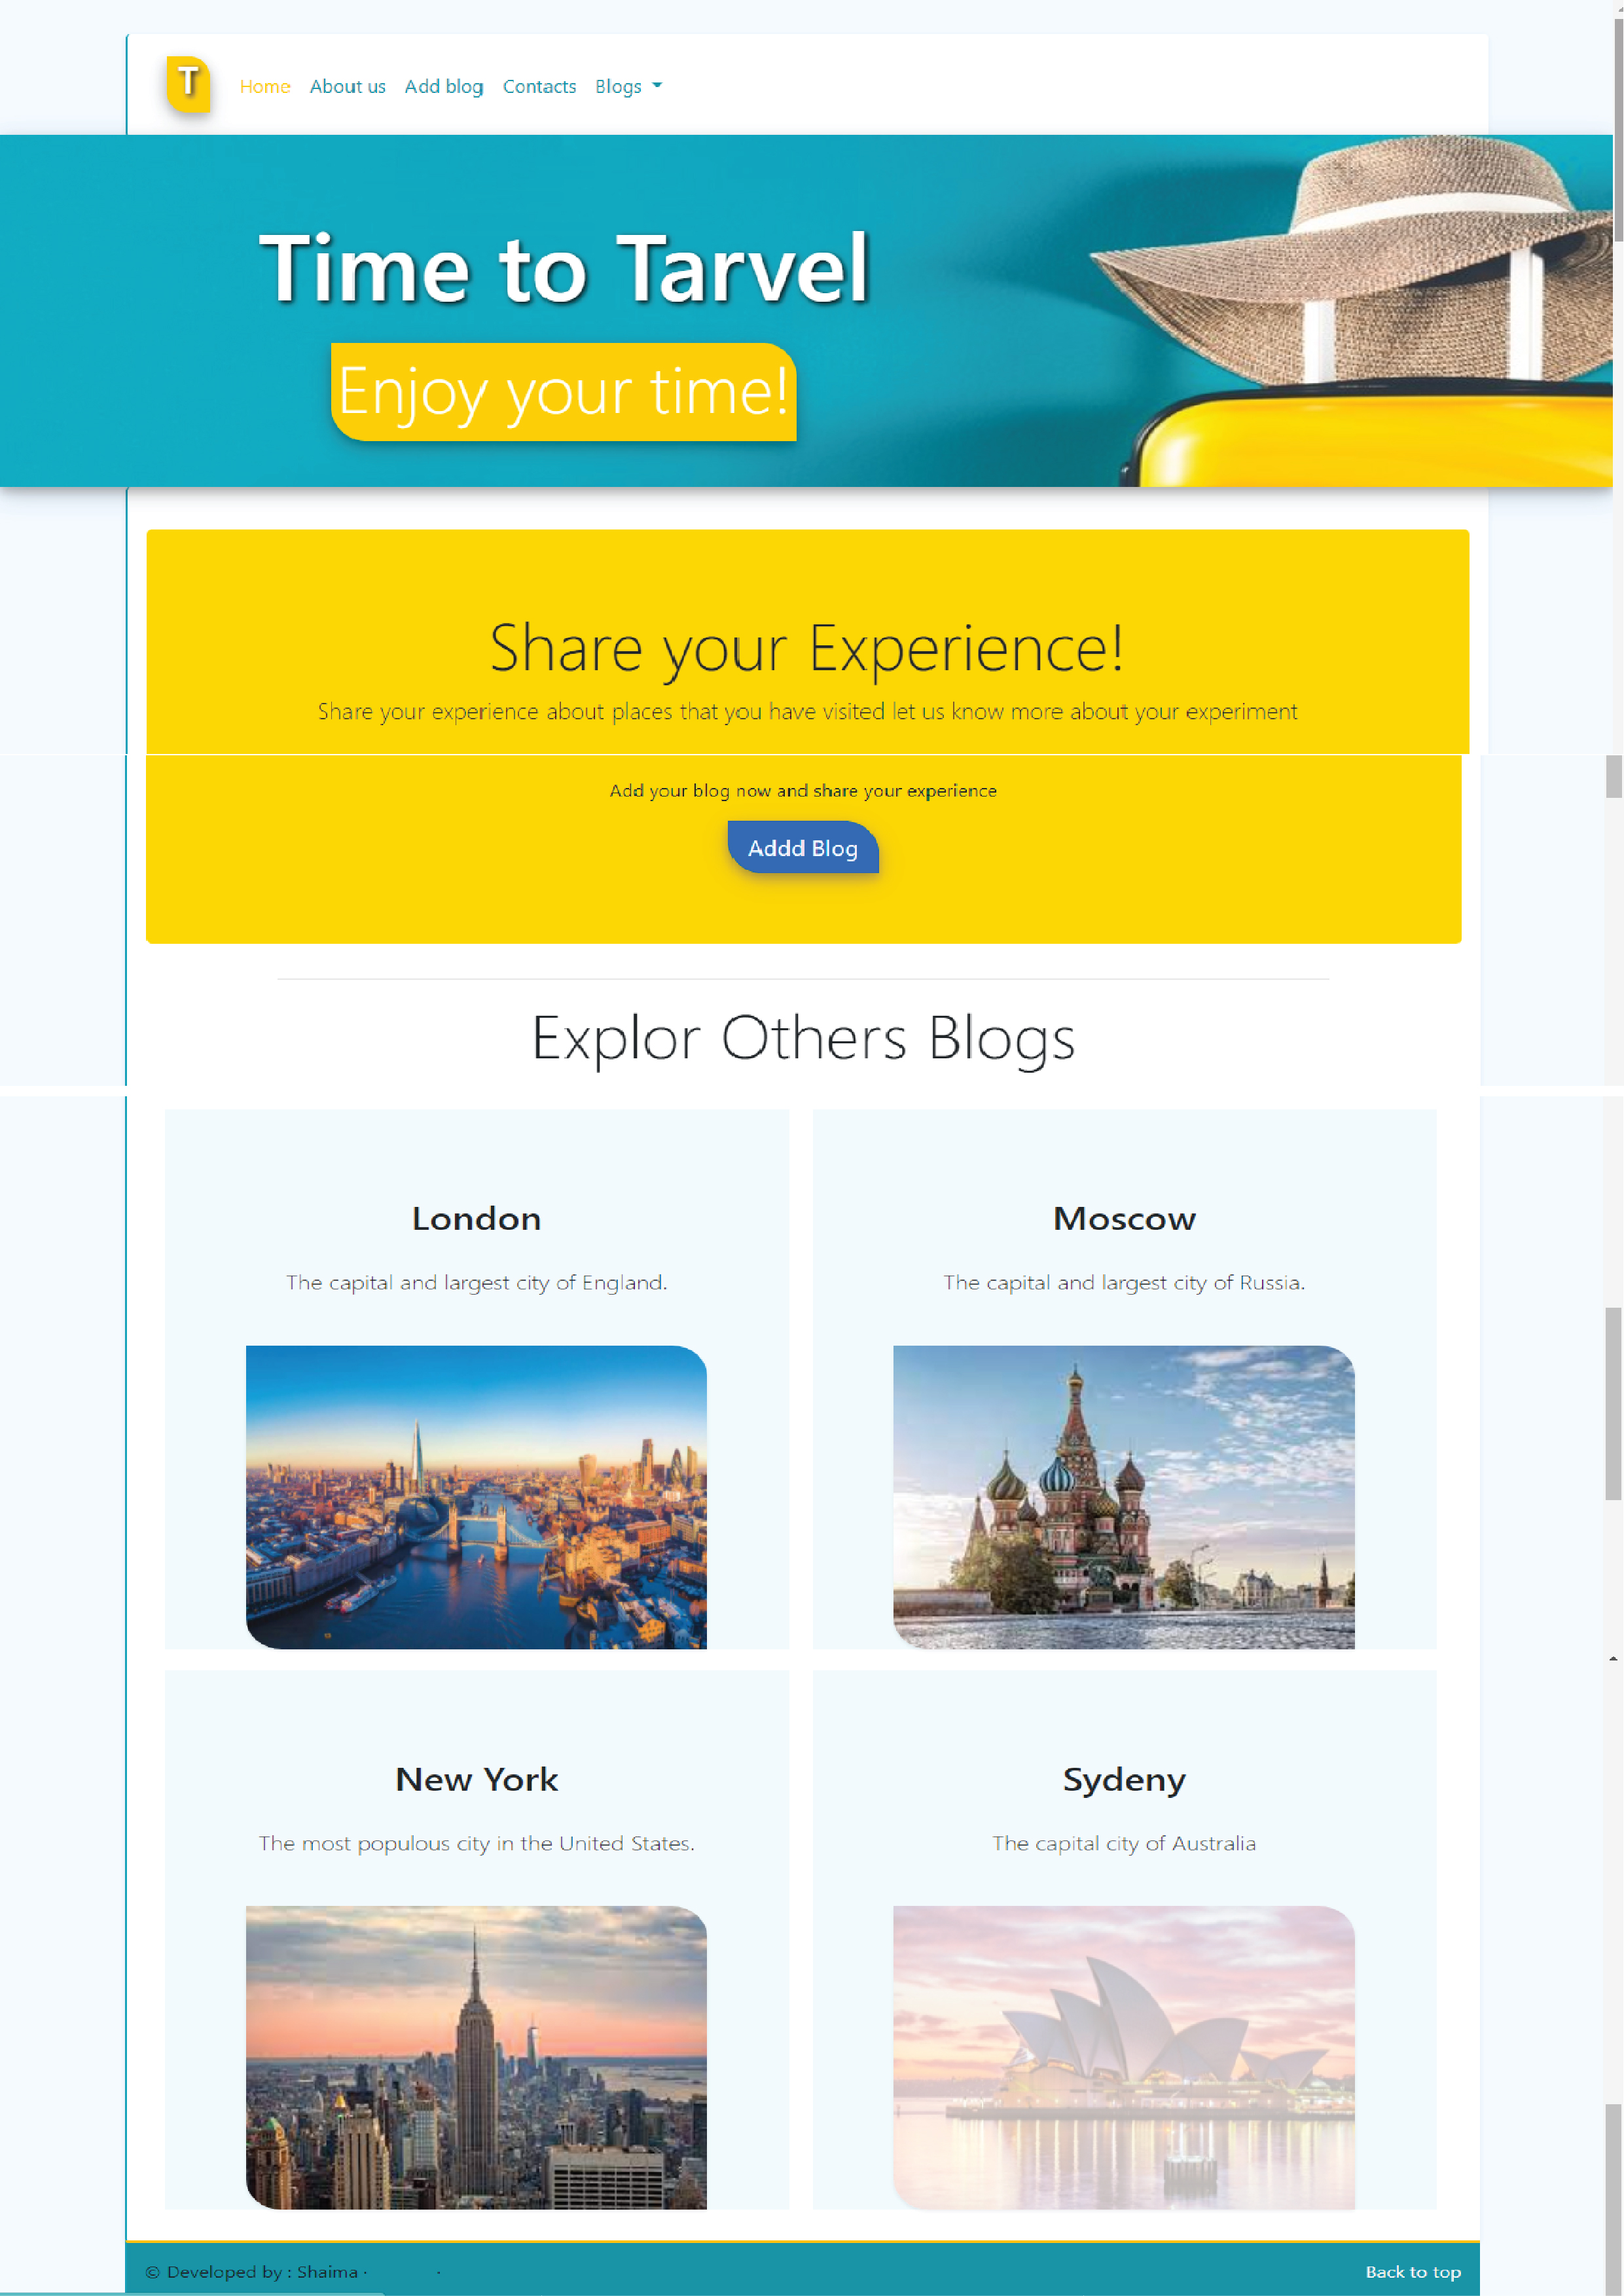 T
Home About us Add blog Contacts Blogs
Time to Tarvel
Enjoy your time!
Share your Experience!
Share your experience about places that you have visited let us know more about your experiment
Add your blog now and share your experience
Addd Blog
Explor Others Blogs
London
The capital and largest city of England.
Moscow
The capital and largest city of Russia.
New York
The most populous city in the United States.
Sydeny
The capital city of Australia
© Developed by : Shaima · ·
Back to top